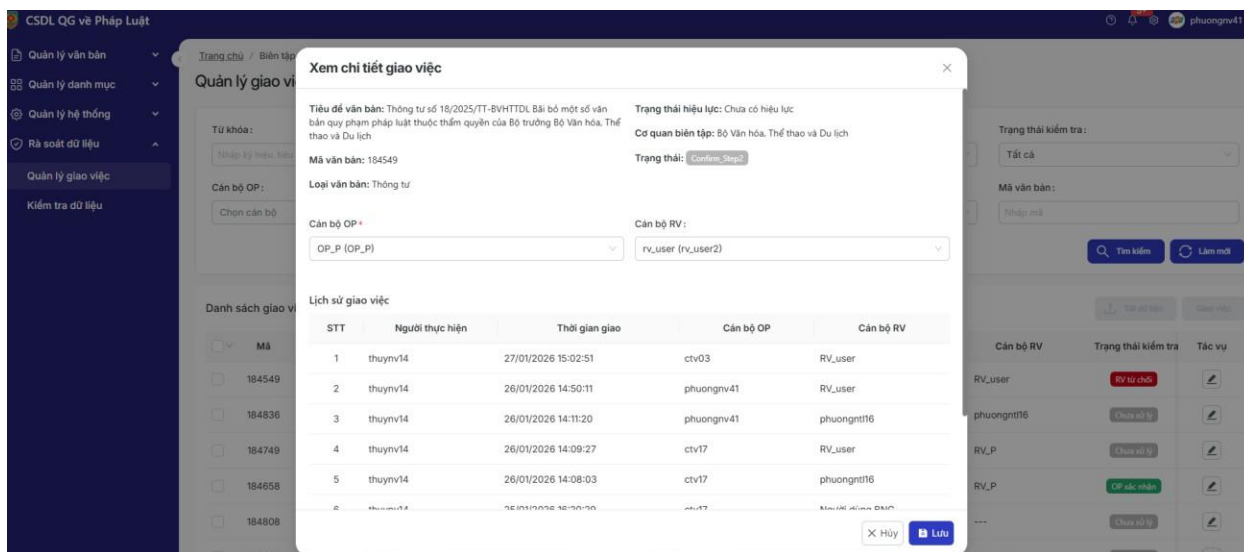 CSDL QG về Pháp Luật
phuongnv41
Quản lý văn bản
Quản lý danh mục
Quản lý hệ thống
Rà soát dữ liệu
Quản lý giao việc
Kiểm tra dữ liệu
Trang chủ / Biên tập
Quản lý giao vi
Từ khóa:
Cán bộ OP:
Chọn cán bộ
Trạng thái kiểm tra:
Tất cả
Mã văn bản:
Nhập mã
Tìm kiếm
Làm mới
Xem chi tiết giao việc
Tiêu đề văn bản: Thông tư số 18/2025/TT-BVHTTDL Bãi bỏ một số văn
bản quy phạm pháp luật thuộc thẩm quyền của Bộ trưởng Bộ Văn hóa, Thể
thao và Du lịch
Mã văn bản: 184549
Loại văn bản: Thông tư
Trạng thái hiệu lực: Chưa có hiệu lực
Cơ quan biên tập: Bộ Văn hóa, Thể thao và Du lịch
Trạng thái: Confirm_Step2
Cán bộ OP *
OP_P (OP_P)
Cán bộ RV:
rv_user (rv_user2)
Lịch sử giao việc
STT Người thực hiện Thời gian giao Cán bộ OP Cán bộ RV
1 thuynv14 27/01/2026 15:02:51 ctv03 RV_user
2 thuynv14 26/01/2026 14:50:11 phuongnv41 RV_user
3 thuynv14 26/01/2026 14:11:20 phuongnv41 phuongntl16
4 thuynv14 26/01/2026 14:09:27 ctv17 RV_user
5 thuynv14 26/01/2026 14:08:03 ctv17 phuongntl16
Hủy
Lưu
Danh sách giao vi
Mã
184549
184836
184749
184658
184808
Cán bộ RV Trạng thái kiểm tra Tác vụ
RV_user RV từ chối
phuongntl16 Chưa xử lý
RV_P Chưa xử lý
RV_P OP xác nhận
--- Chưa xử lý